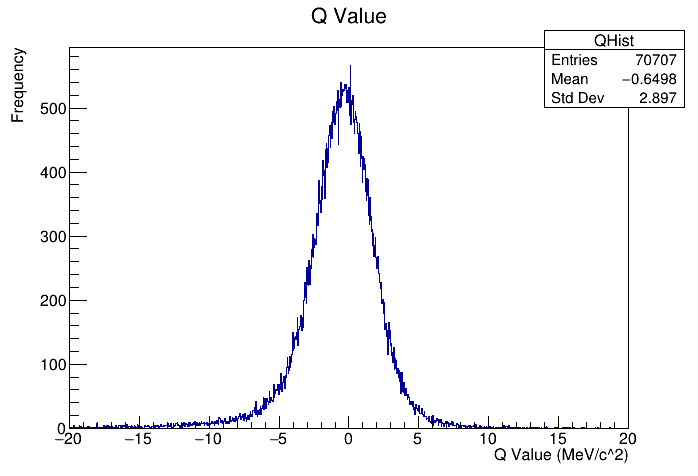 Q Value
QHist
Entries 70707
Mean −0.6498
Std Dev 2.897
Frequency
500
400
300
200
100
0
−20 −15 −10 −5 0 5 10 15 20
Q Value (MeV/c^2)